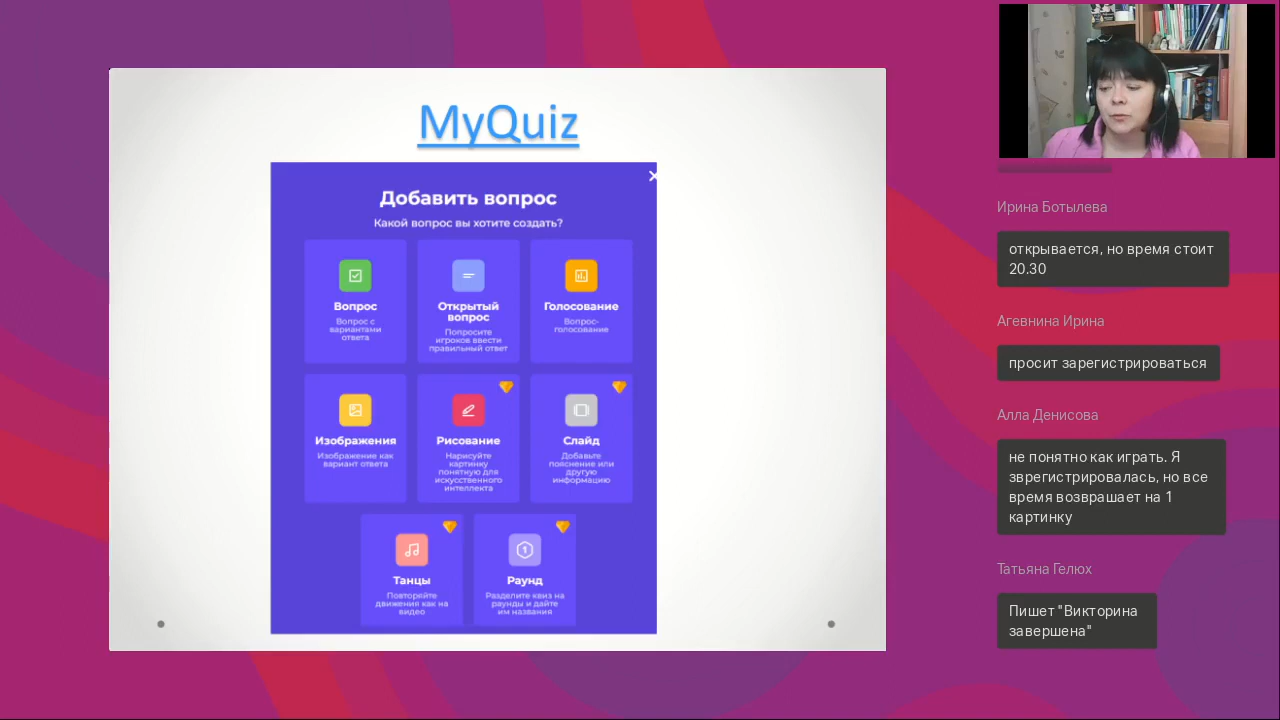 MyQuiz
Добавить вопрос
Какой вопрос вы хотите создать?
Вопрос
Вопрос с
вариантами
ответа
Открытый
вопрос
Попросите
игроков ввести
правильный ответ
Голосование
Вопрос-
голосование
Изображения
Изображение как
вариант ответа
Рисование
Нарисуйте
картинку
понятную для
искусственного
интеллекта
Слайд
Добавьте
пояснение или
другую
информацию
Танцы
Повторяйте
движения как на
видео
1
Раунд
Разделите квиз на
раунды и дайте
им названия
Ирина Ботылева
открывается, но время стоит
20.30
Агевнина Ирина
просит зарегистрироваться
Алла Денисова
не понятно как играть. Я
зврегистрировалась, но все
время возврашает на 1
картинку
Татьяна Гелюх
Пишет "Викторина
завершена"